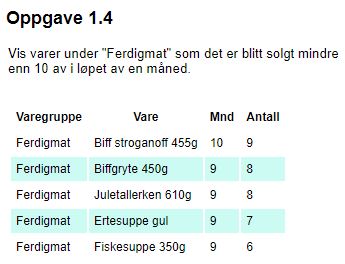 Oppgave 1.4
Vis varer under "Ferdigmat" som det er blitt solgt mindre
enn 10 av i løpet av en måned.
Varegruppe Vare Mnd Antall
Ferdigmat Biff stroganoff 455g 10 9
Ferdigmat Biffgryte 450g 9 8
Ferdigmat Juletallerken 610g 9 8
Ferdigmat Ertesuppe gul 9 7
Ferdigmat Fiskesuppe 350g 9 6